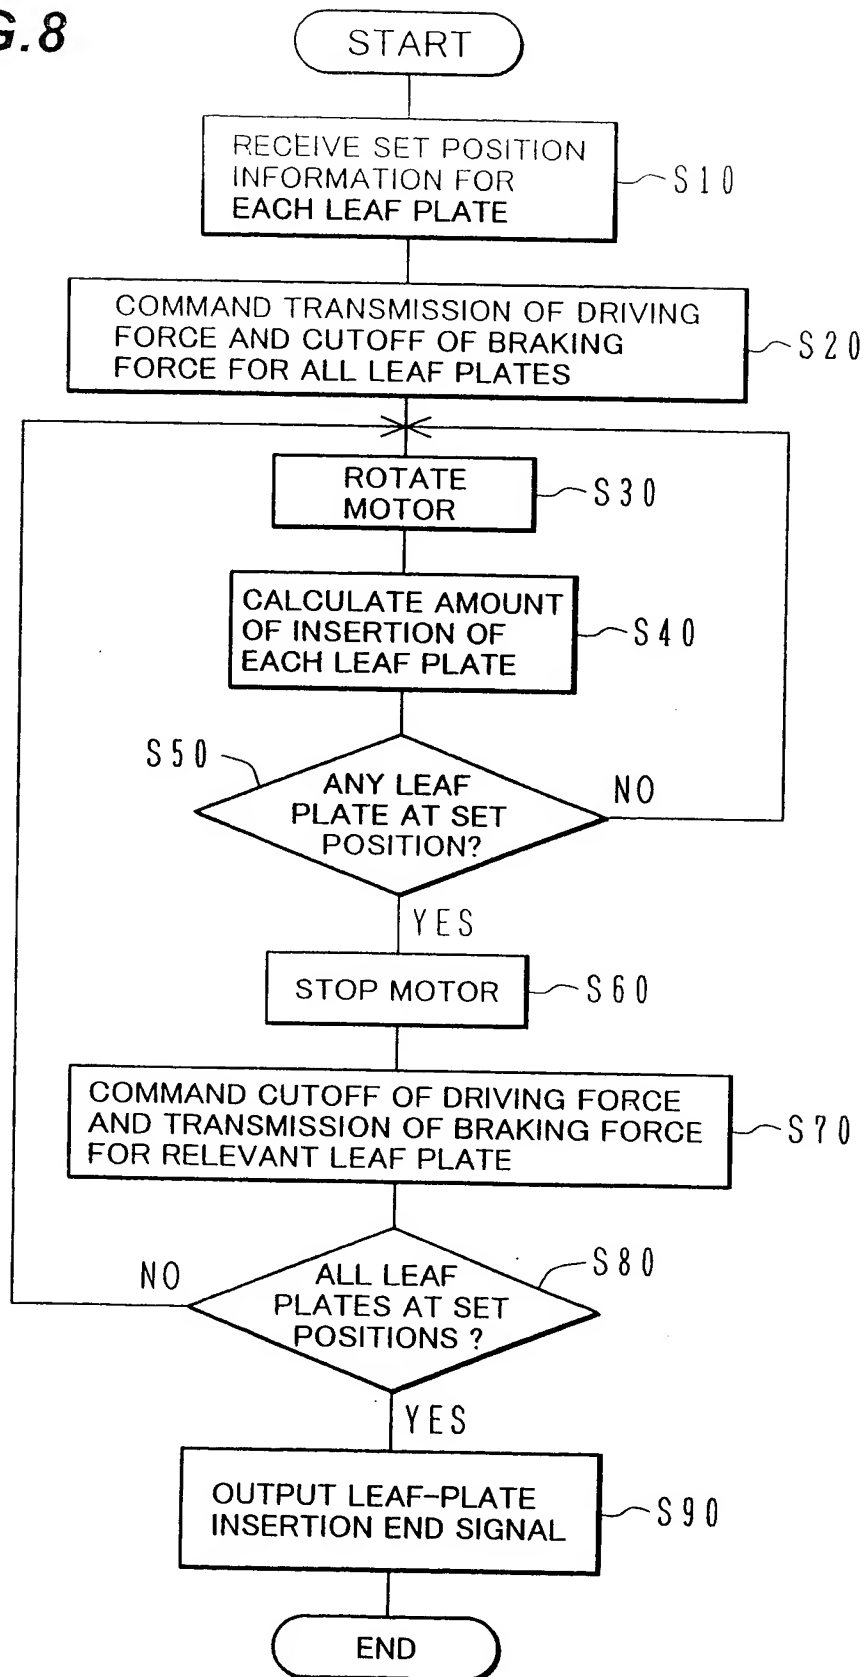 G.8
START
RECEIVE SET POSITION
INFORMATION FOR
EACH LEAF PLATE
S10
COMMAND TRANSMISSION OF DRIVING
FORCE AND CUTOFF OF BRAKING
FORCE FOR ALL LEAF PLATES
S20
ROTATE
MOTOR
S30
CALCULATE AMOUNT
OF INSERTION OF
EACH LEAF PLATE
S40
S50
ANY LEAF
PLATE AT SET
POSITION?
NO
YES
STOP MOTOR
S60
COMMAND CUTOFF OF DRIVING FORCE
AND TRANSMISSION OF BRAKING FORCE
FOR RELEVANT LEAF PLATE
S70
S80
NO
ALL LEAF
PLATES AT SET
POSITIONS ?
YES
OUTPUT LEAF-PLATE
INSERTION END SIGNAL
S90
END